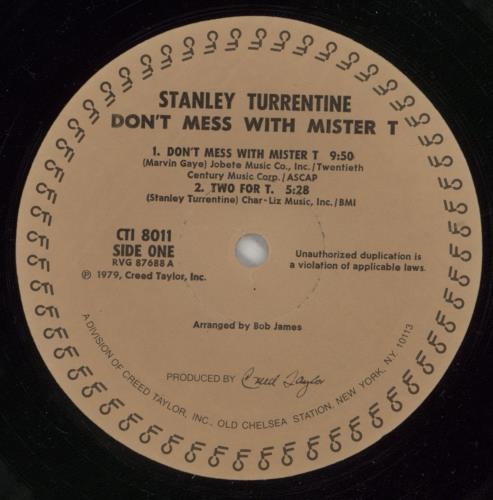 STANLEY TURRENTINE
DON'T MESS WITH MISTER T
1. DON'T MESS WITH MISTER T 9:50
(Marvin Gaye) Jobete Music Co., Inc./Twentieth
Century Music Corp./ASCAP
2. TWO FOR T. 5:28
(Stanley Turrentine) Char-Liz Music, Inc./BMI
CTI 8011
SIDE ONE
RVG 87688 A
℗ 1979, Creed Taylor, Inc.
Unauthorized duplication is
a violation of applicable laws.
Arranged by Bob James
PRODUCED BY Creed Taylor
A DIVISION OF CREED TAYLOR, INC., OLD CHELSEA STATION, NEW YORK, N.Y. 10113